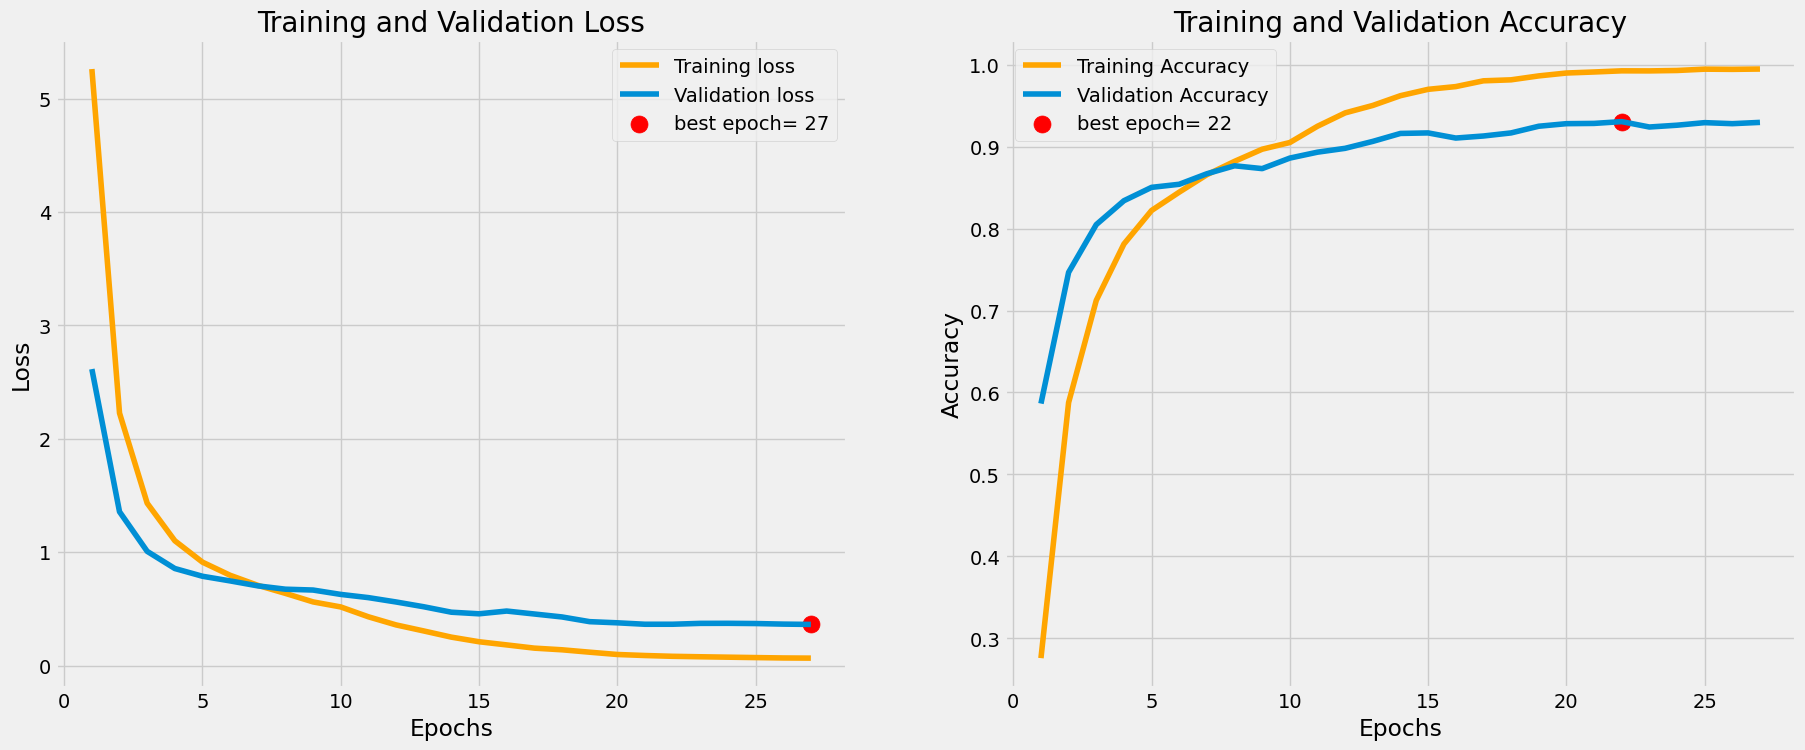 Training and Validation Loss
Training loss
Validation loss
best epoch= 27
5
4
3
2
1
0
Loss
0 5 10 15 20 25
Epochs
Training and Validation Accuracy
Training Accuracy
Validation Accuracy
best epoch= 22
1.0
0.9
0.8
0.7
0.6
0.5
0.4
0.3
Accuracy
0 5 10 15 20 25
Epochs